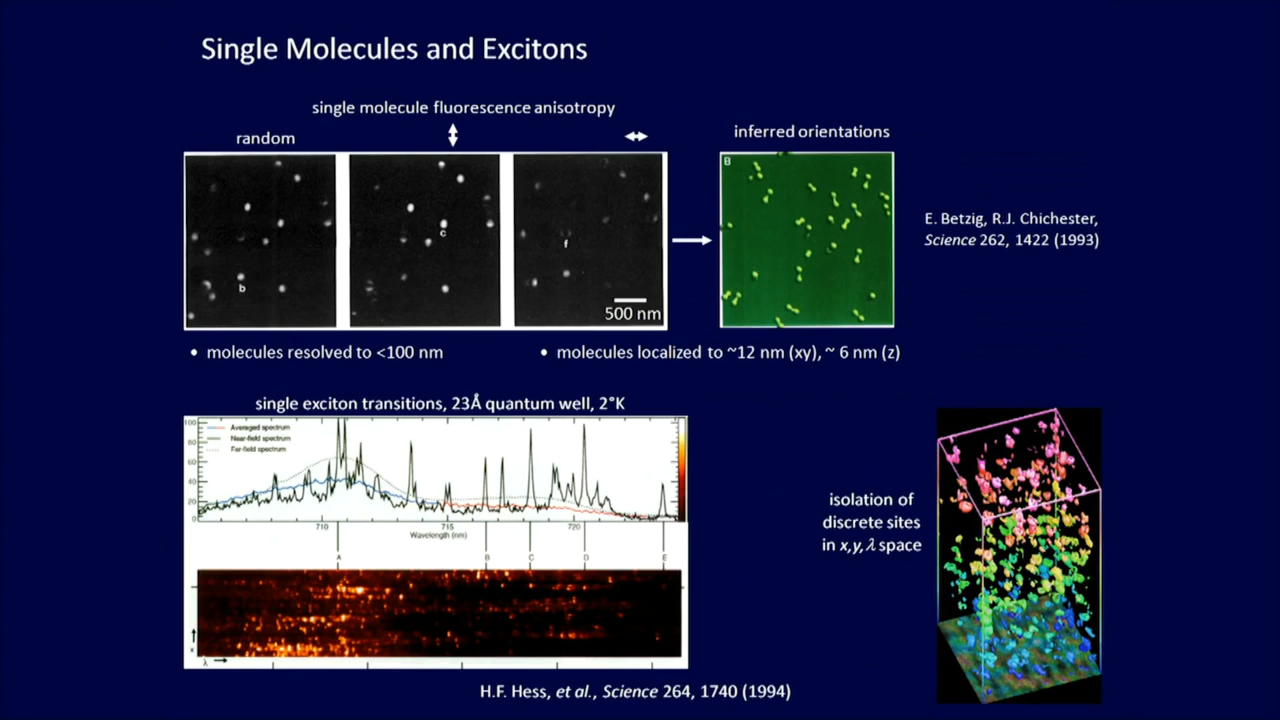 Single Molecules and Excitons
single molecule fluorescence anisotropy
random
inferred orientations
B
b
c
f
500 nm
E. Betzig, R.J. Chichester,
Science 262, 1422 (1993)
• molecules resolved to <100 nm
• molecules localized to ~12 nm (xy), ~ 6 nm (z)
single exciton transitions, 23Å quantum well, 2°K
Averaged spectrum
Near-field spectrum
Far-field spectrum
100
80
60
40
20
0
710
715
720
Wavelength (nm)
A
B
C
D
E
x
λ
isolation of
discrete sites
in x,y,λ space
H.F. Hess, et al., Science 264, 1740 (1994)